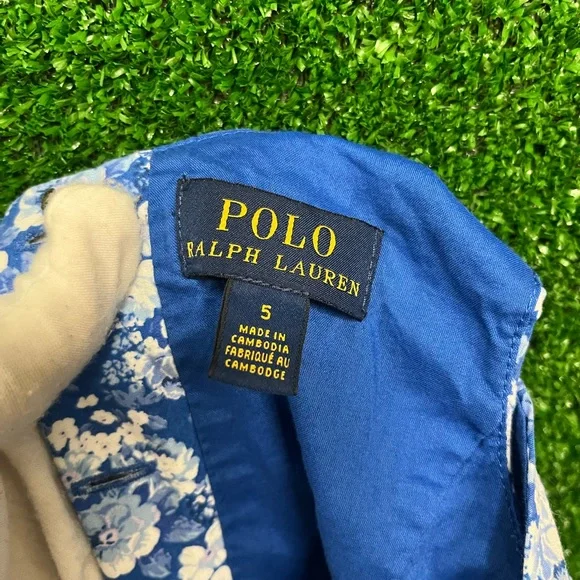 POLO
RALPH LAUREN
5
MADE IN
CAMBODIA
FABRIQUÉ AU
CAMBODGE